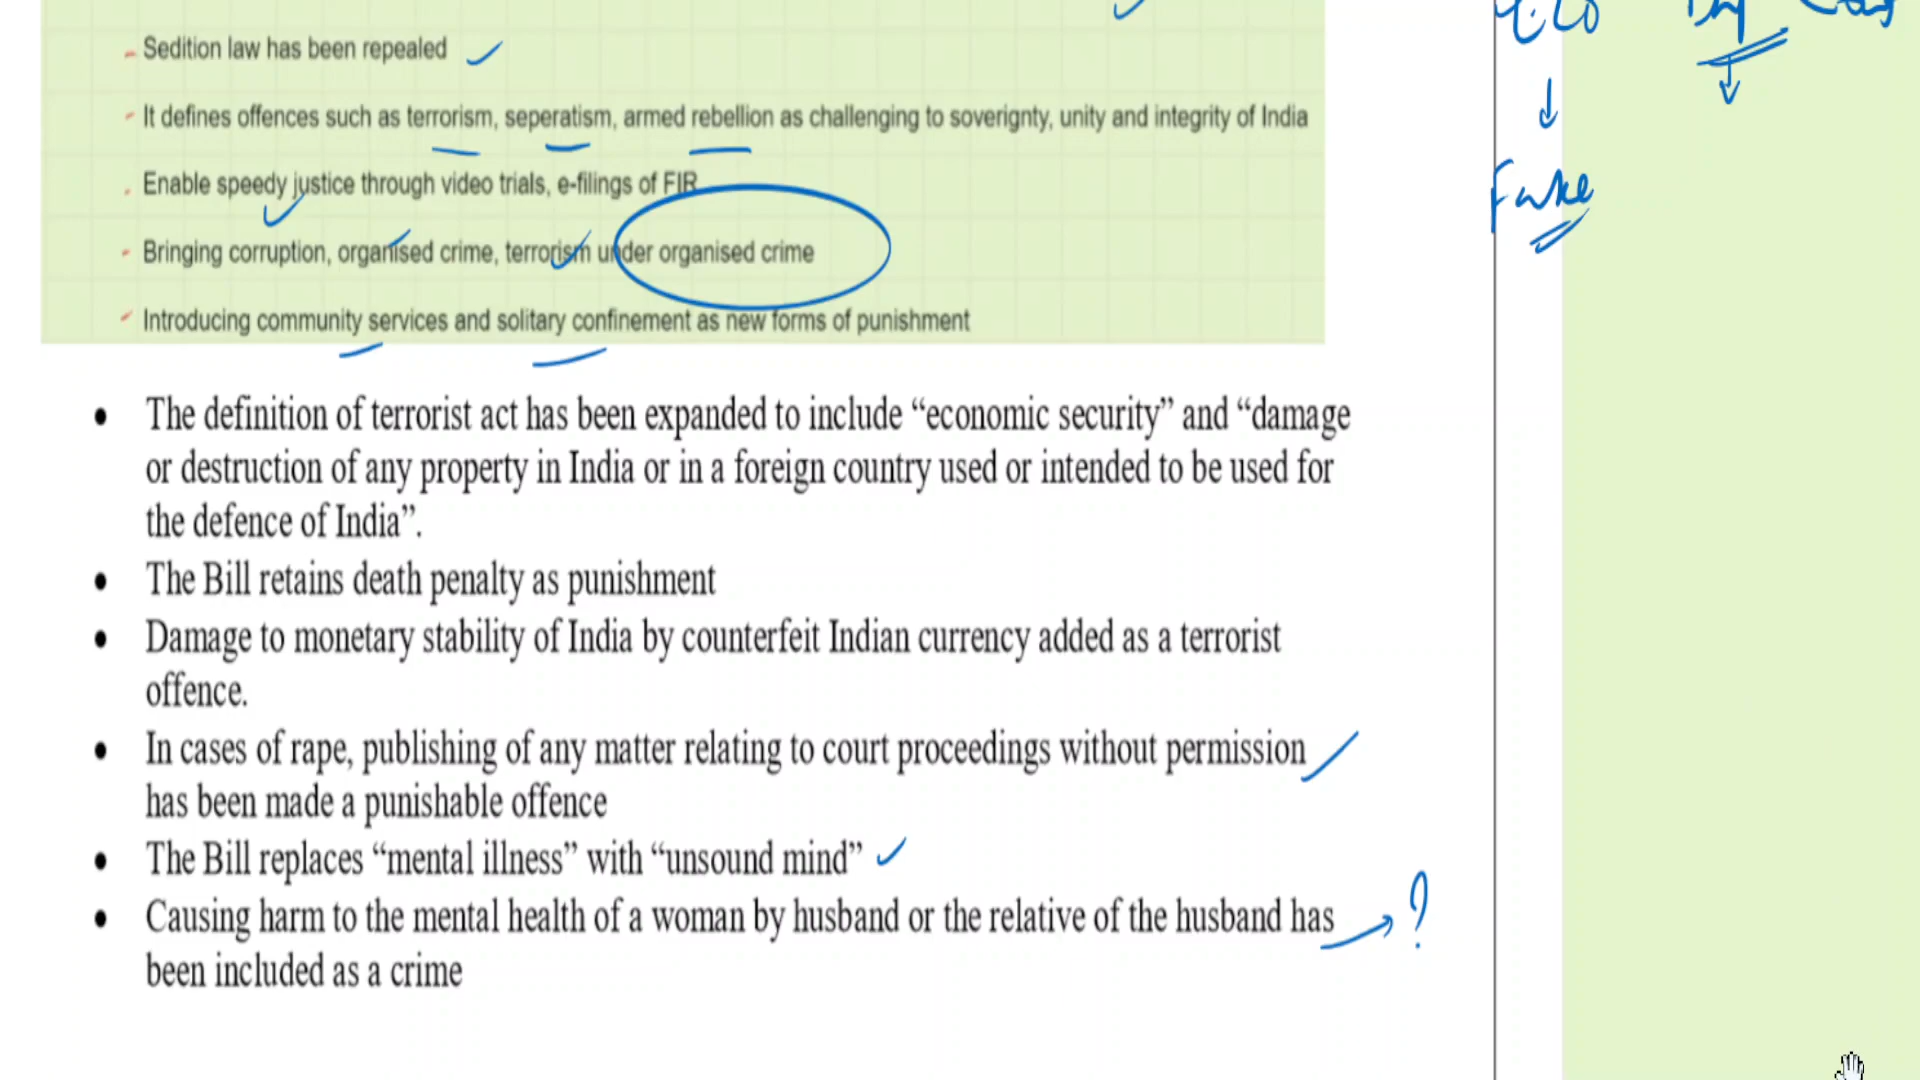 Sedition law has been repealed
It defines offences such as terrorism, seperatism, armed rebellion as challenging to soverignty, unity and integrity of India
Enable speedy justice through video trials, e-filings of FIR
Bringing corruption, organised crime, terrorism under organised crime
Introducing community services and solitary confinement as new forms of punishment
• The definition of terrorist act has been expanded to include “economic security” and “damage
or destruction of any property in India or in a foreign country used or intended to be used for
the defence of India”.
• The Bill retains death penalty as punishment
• Damage to monetary stability of India by counterfeit Indian currency added as a terrorist
offence.
• In cases of rape, publishing of any matter relating to court proceedings without permission
has been made a punishable offence
• The Bill replaces “mental illness” with “unsound mind”
• Causing harm to the mental health of a woman by husband or the relative of the husband has
been included as a crime
?
Fake